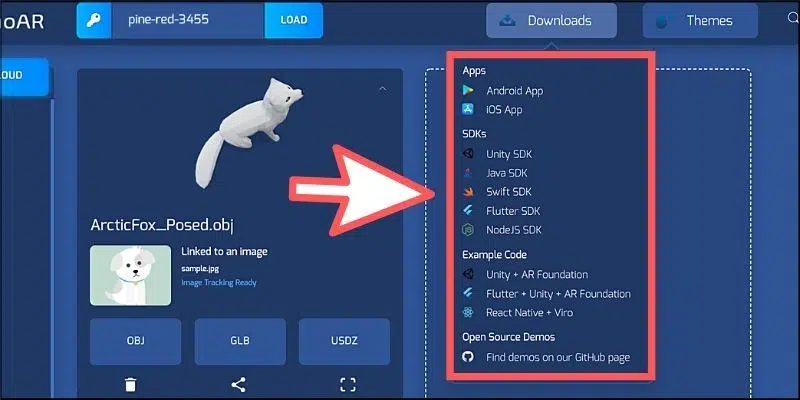 oAR
pine-red-3455
LOAD
Downloads
Themes
LOUD
ArcticFox_Posed.obj
Linked to an image
sample.jpg
Image Tracking Ready
OBJ
GLB
USDZ
Apps
Android App
iOS App
SDKs
Unity SDK
Java SDK
Swift SDK
Flutter SDK
NodeJS SDK
Example Code
Unity + AR Foundation
Flutter + Unity + AR Foundation
React Native + Viro
Open Source Demos
Find demos on our GitHub page